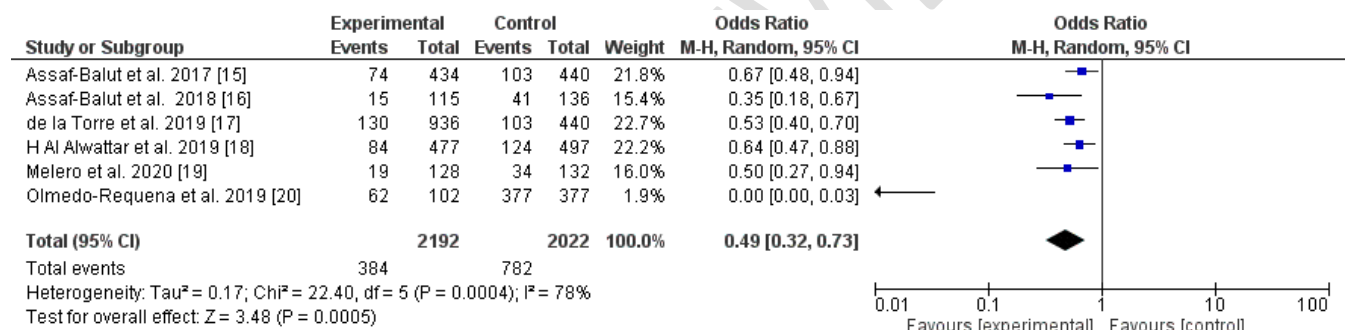 Experimental Control Odds Ratio Odds Ratio
Study or Subgroup Events Total Events Total Weight M-H, Random, 95% CI M-H, Random, 95% CI
Assaf-Balut et al. 2017 [15] 74 434 103 440 21.8% 0.67 [0.48, 0.94]
Assaf-Balut et al. 2018 [16] 15 115 41 136 15.4% 0.35 [0.18, 0.67]
de la Torre et al. 2019 [17] 130 936 103 440 22.7% 0.53 [0.40, 0.70]
H Al Alwattar et al. 2019 [18] 84 477 124 497 22.2% 0.64 [0.47, 0.88]
Melero et al. 2020 [19] 19 128 34 132 16.0% 0.50 [0.27, 0.94]
Olmedo-Requena et al. 2019 [20] 62 102 377 377 1.9% 0.00 [0.00, 0.03]
Total (95% CI) 2192 2022 100.0% 0.49 [0.32, 0.73]
Total events 384 782
Heterogeneity: Tau² = 0.17; Chi² = 22.40, df = 5 (P = 0.0004); I² = 78%
Test for overall effect: Z = 3.48 (P = 0.0005)
0.01 0.1 1 10 100
Favours [experimental] Favours [control]